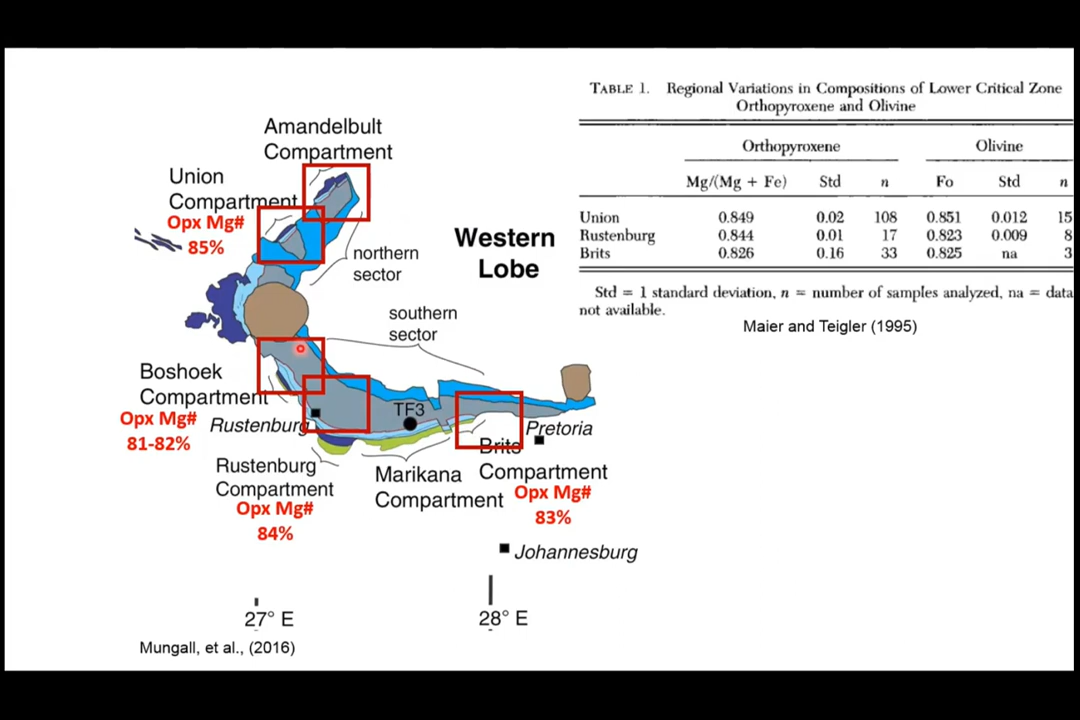 Amandelbult
Compartment
Union
Compartment
Opx Mg#
85%
northern
sector
Western
Lobe
southern
sector
Boshoek
Compartment
Opx Mg#
81-82%
Rustenburg
TF3
Pretoria
Brits
Compartment
Opx Mg#
83%
Rustenburg
Compartment
Opx Mg#
84%
Marikana
Compartment
Johannesburg
27° E
28° E
Mungall, et al., (2016)
TABLE 1. Regional Variations in Compositions of Lower Critical Zone
Orthopyroxene and Olivine
Orthopyroxene Olivine
Mg/(Mg + Fe) Std n Fo Std n
Union 0.849 0.02 108 0.851 0.012 15
Rustenburg 0.844 0.01 17 0.823 0.009 8
Brits 0.826 0.16 33 0.825 na 3
Std = 1 standard deviation, n = number of samples analyzed, na = data
not available.
Maier and Teigler (1995)